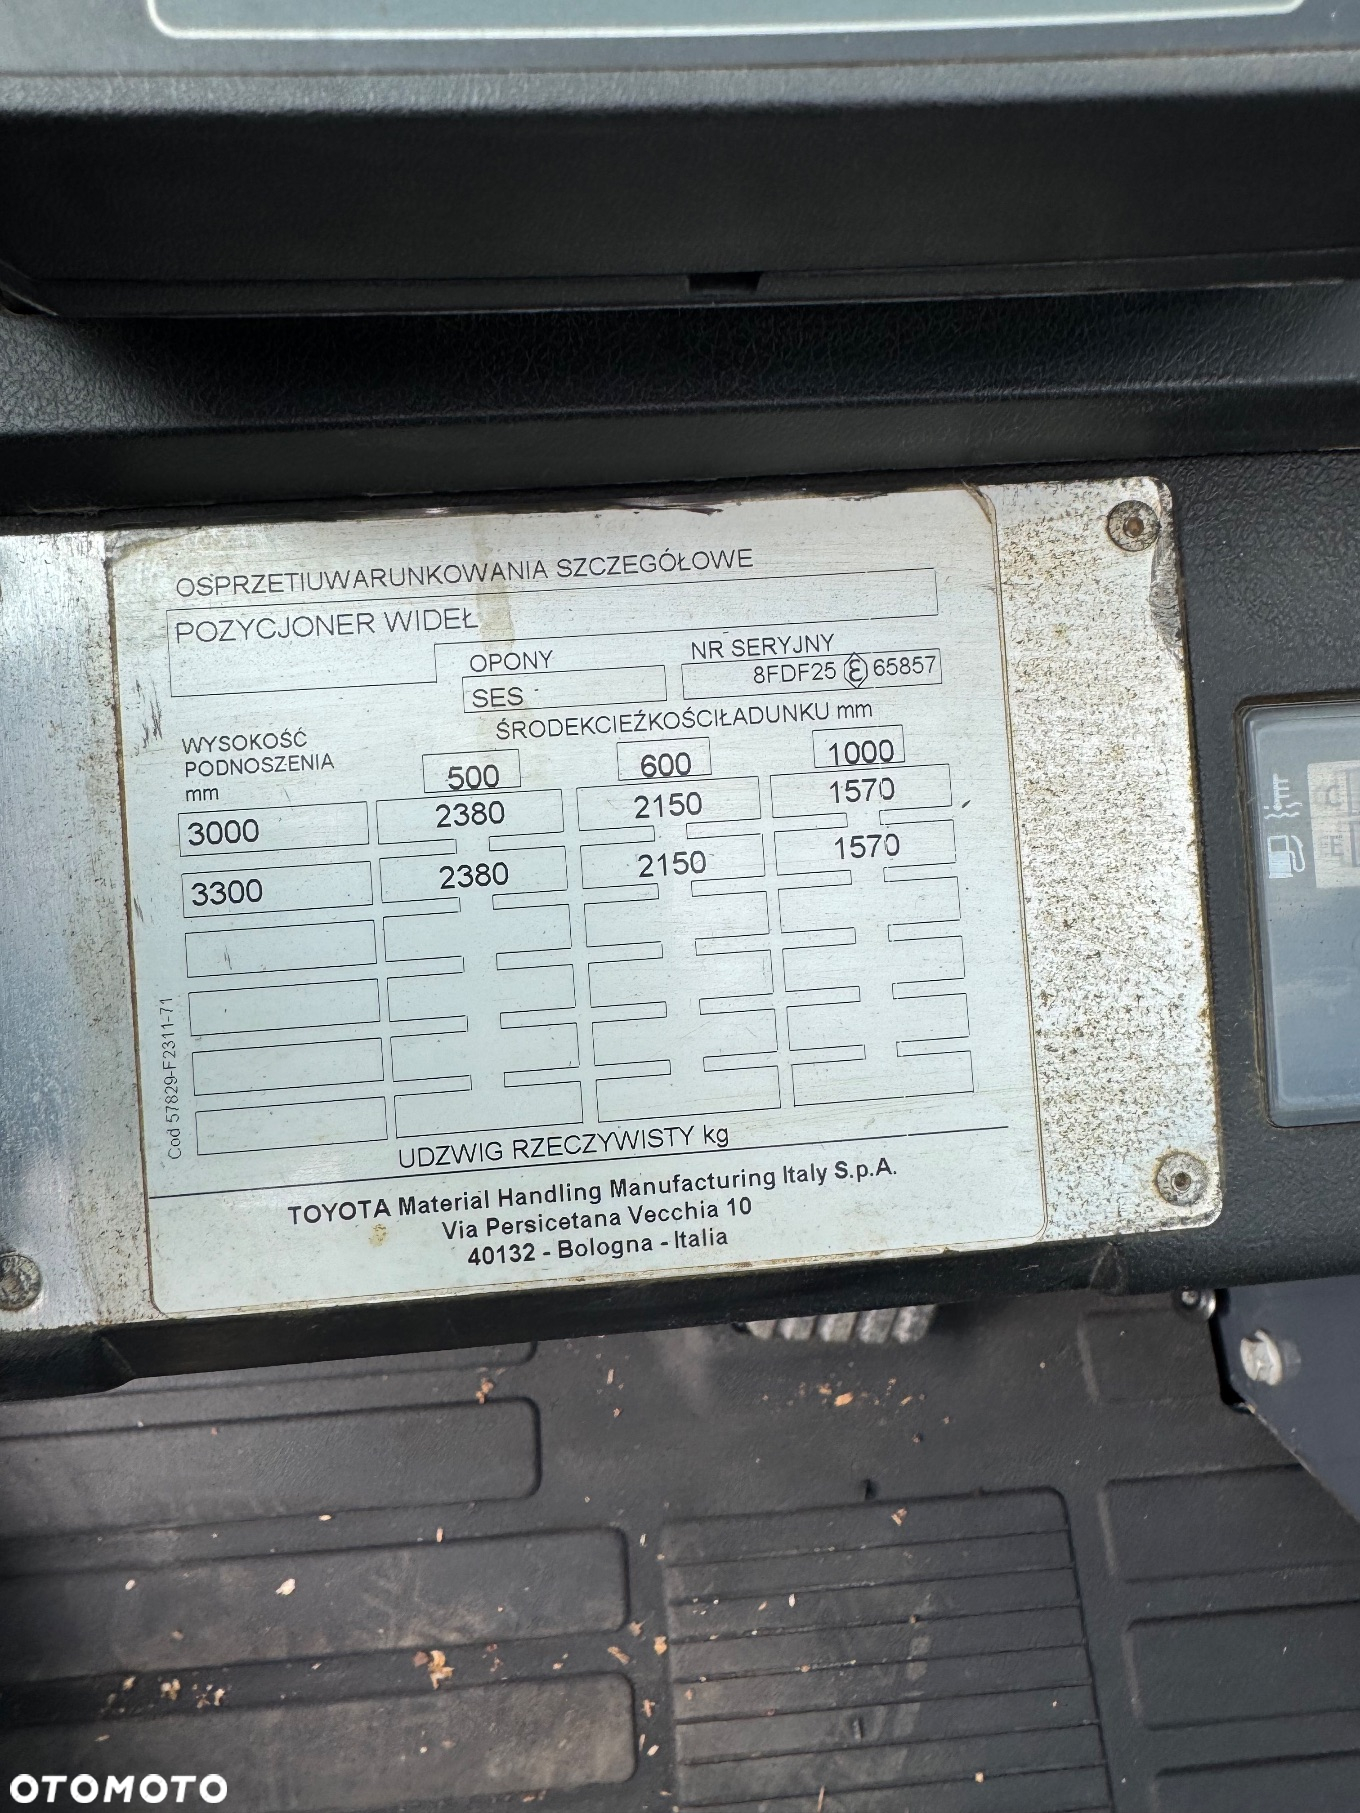 OSPRZETIUWARUNKOWANIA SZCZEGÓŁOWE
POZYCJONER WIDEŁ
OPONY
SES
NR SERYJNY
8FDF25 65857
WYSOKOŚĆ
PODNOSZENIA
mm
ŚRODEKCIEŹKOŚCIŁADUNKU mm
500 600 1000
3000 2380 2150 1570
3300 2380 2150 1570
Cod 57829-F2311-71
UDZWIG RZECZYWISTY kg
TOYOTA Material Handling Manufacturing Italy S.p.A.
Via Persicetana Vecchia 10
40132 - Bologna - Italia
OTOMOTO